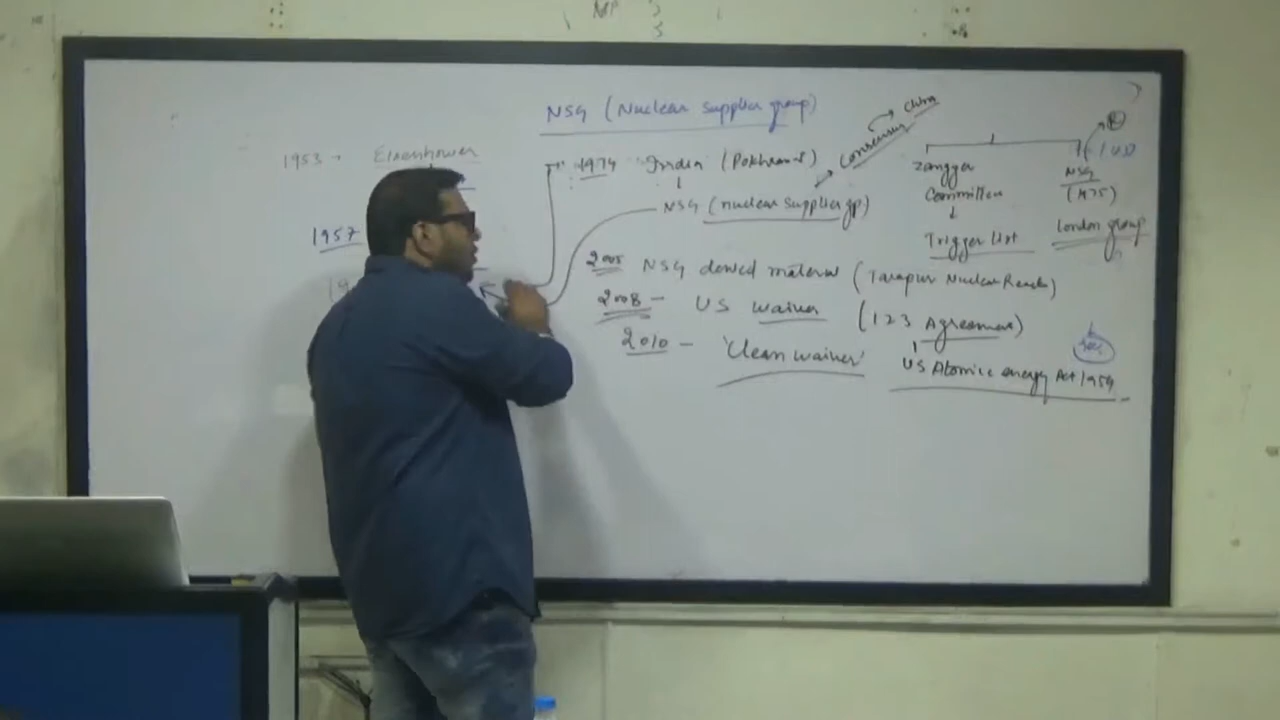 NSG (Nuclear Supplier group)
1953 - Eisenhower
1957
1974 India (Pokhran)
NSG (nuclear supplier gp)
Consensus
China
2005 NSG denied material (Tarapur Nuclear
2008 - US waiver (123 Agreement)
2010 - 'Clean waiver'
US Atomice energy Act 1954
Zangger
Committee
Trigger list
NSG
(1975)
London group